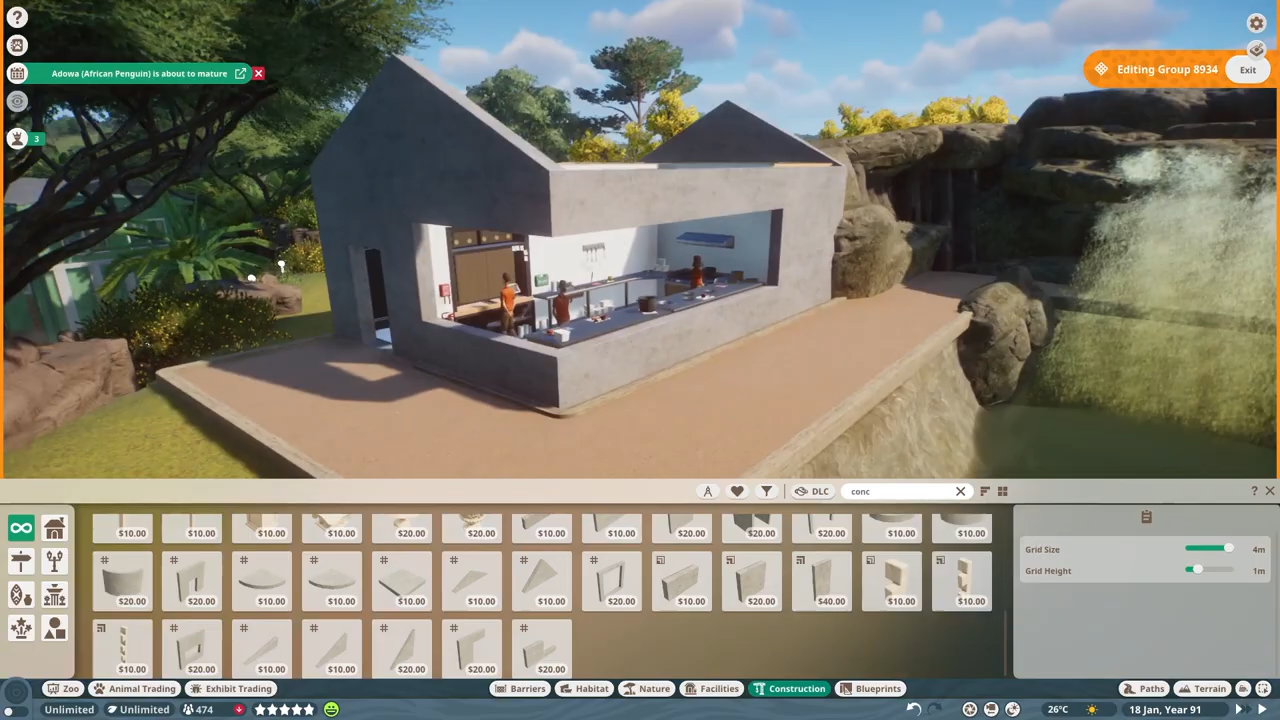 ?
Adowa (African Penguin) is about to mature
3
Editing Group 8934
Exit
DLC
conc
?
$10.00 $10.00 $10.00 $10.00 $20.00 $20.00 $10.00 $10.00 $20.00 $20.00 $20.00 $10.00 $10.00
$20.00 $20.00 $10.00 $10.00 $20.00 $10.00 $10.00 $20.00 $10.00 $20.00 $40.00 $10.00 $10.00
$10.00 $20.00 $10.00 $10.00 $20.00 $20.00 $20.00
Grid Size 4m
Grid Height 1m
Zoo Animal Trading Exhibit Trading Barriers Habitat Nature Facilities Construction Blueprints Paths Terrain
Unlimited Unlimited 474 26°C 18 Jan, Year 91